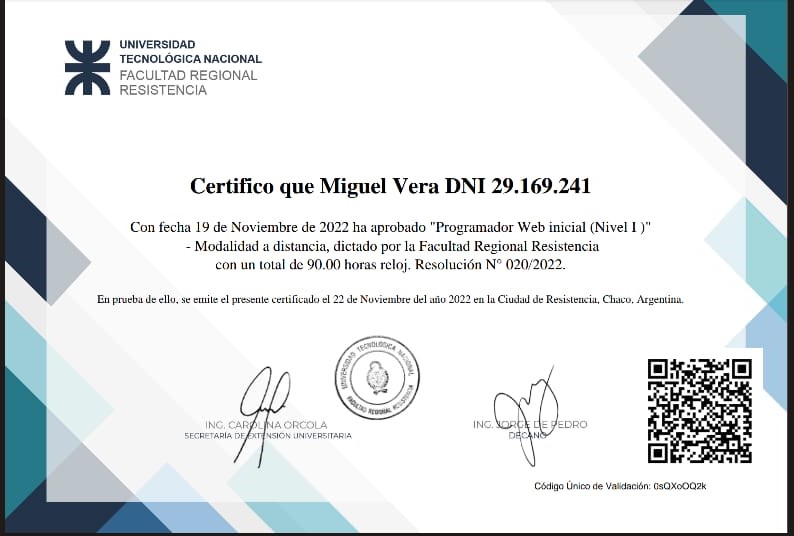 UNIVERSIDAD
TECNOLÓGICA NACIONAL
FACULTAD REGIONAL
RESISTENCIA
Certifico que Miguel Vera DNI 29.169.241
Con fecha 19 de Noviembre de 2022 ha aprobado "Programador Web inicial (Nivel I )"
- Modalidad a distancia, dictado por la Facultad Regional Resistencia
con un total de 90.00 horas reloj. Resolución N° 020/2022.
En prueba de ello, se emite el presente certificado el 22 de Noviembre del año 2022 en la Ciudad de Resistencia, Chaco, Argentina.
UNIVERSIDAD TECNOLOGICA NACIONAL
FACULTAD REGIONAL RESISTENCIA
ING. CAROLINA ORCOLA
SECRETARÍA DE EXTENSIÓN UNIVERSITARIA
ING. JORGE DE PEDRO
DECANO
Código Único de Validación: 0sQXoOQ2k